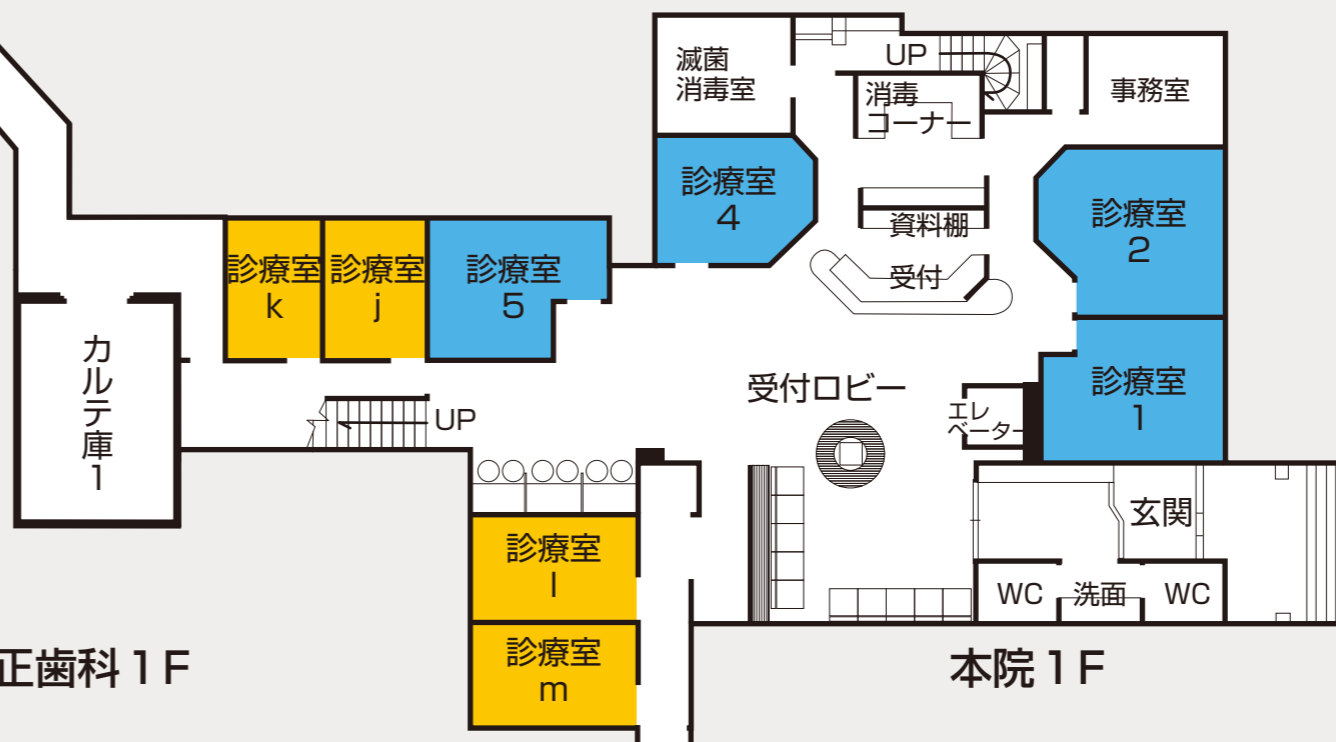 滅菌
消毒室
UP
消毒
コーナー
事務室
診療室
4
診療室
2
資料棚
受付
診療室
k
診療室
j
診療室
5
カルテ庫1
UP
受付ロビー
エレ
ベーター
診療室
1
診療室
l
玄関
WC
洗面
WC
診療室
m
正歯科1F
本院1F